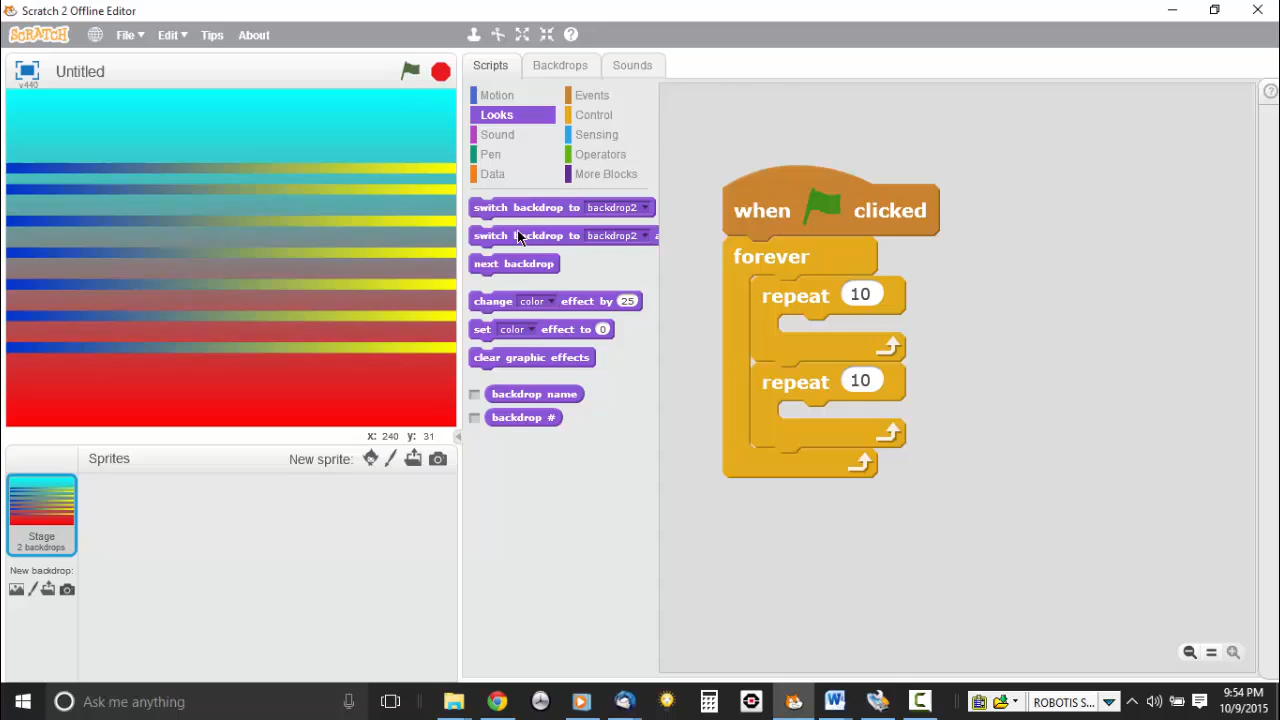 Scratch 2 Offline Editor
SCRATCH File Edit Tips About
v440 Untitled
Scripts Backdrops Sounds
Motion Events
Looks Control
Sound Sensing
Pen Operators
Data More Blocks
switch backdrop to backdrop2
switch backdrop to backdrop2
next backdrop
change color effect by 25
set color effect to 0
clear graphic effects
backdrop name
backdrop #
when clicked
forever
repeat 10
repeat 10
x: 240 y: 31
Sprites New sprite:
Stage
2 backdrops
New backdrop:
Ask me anything
ROBOTIS S...
9:54 PM
10/9/2015